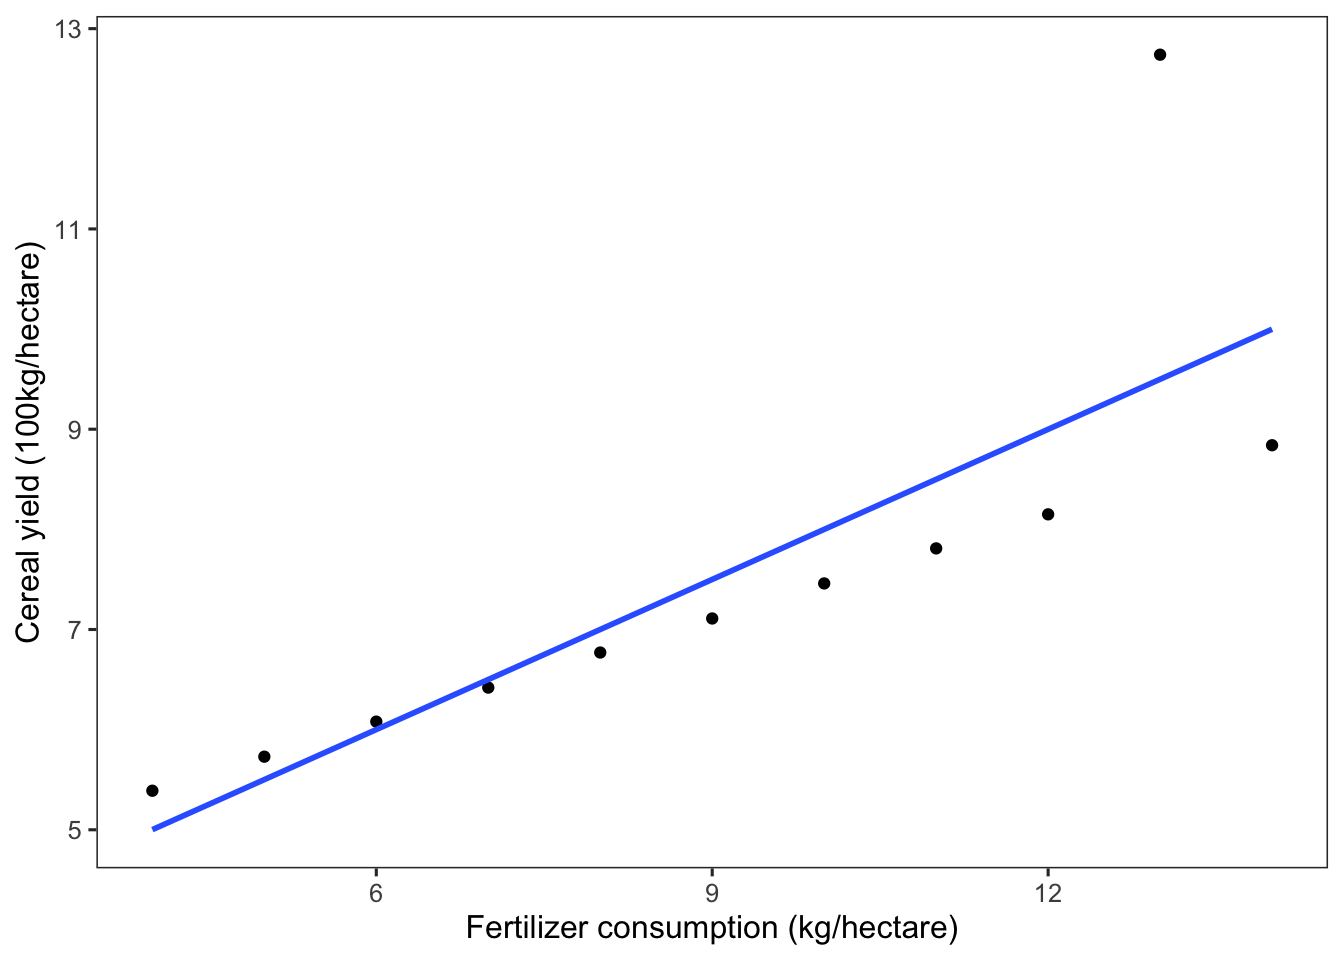 13
11
9
7
5
Cereal yield (100kg/hectare)
6 9 12
Fertilizer consumption (kg/hectare)